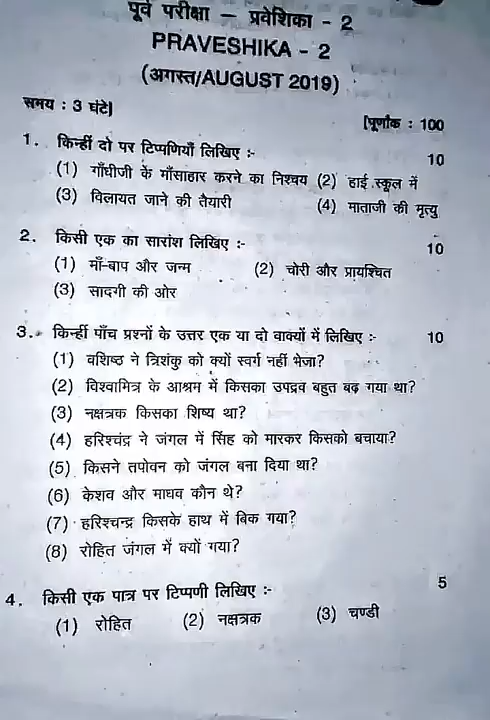 पूर्व परीक्षा – प्रवेशिका - 2
PRAVESHIKA - 2
(अगस्त/AUGUST 2019)
समय : 3 घंटे] [पूर्णांक : 100
1. किन्हीं दो पर टिप्पणियाँ लिखिए :- 10
(1) गाँधीजी के माँसाहार करने का निश्चय (2) हाई स्कूल में
(3) विलायत जाने की तैयारी (4) माताजी की मृत्यु
2. किसी एक का सारांश लिखिए :- 10
(1) माँ-बाप और जन्म (2) चोरी और प्रायश्चित
(3) सादगी की ओर
3. किन्हीं पाँच प्रश्नों के उत्तर एक या दो वाक्यों में लिखिए :- 10
(1) वशिष्ठ ने त्रिशंकु को क्यों स्वर्ग नहीं भेजा?
(2) विश्वामित्र के आश्रम में किसका उपद्रव बहुत बढ़ गया था?
(3) नक्षत्रक किसका शिष्य था?
(4) हरिश्चंद्र ने जंगल में सिंह को मारकर किसको बचाया?
(5) किसने तपोवन को जंगल बना दिया था?
(6) केशव और माधव कौन थे?
(7) हरिश्चन्द्र किसके हाथ में बिक गया?
(8) रोहित जंगल में क्यों गया?
4. किसी एक पात्र पर टिप्पणी लिखिए :- 5
(1) रोहित (2) नक्षत्रक (3) चण्डी